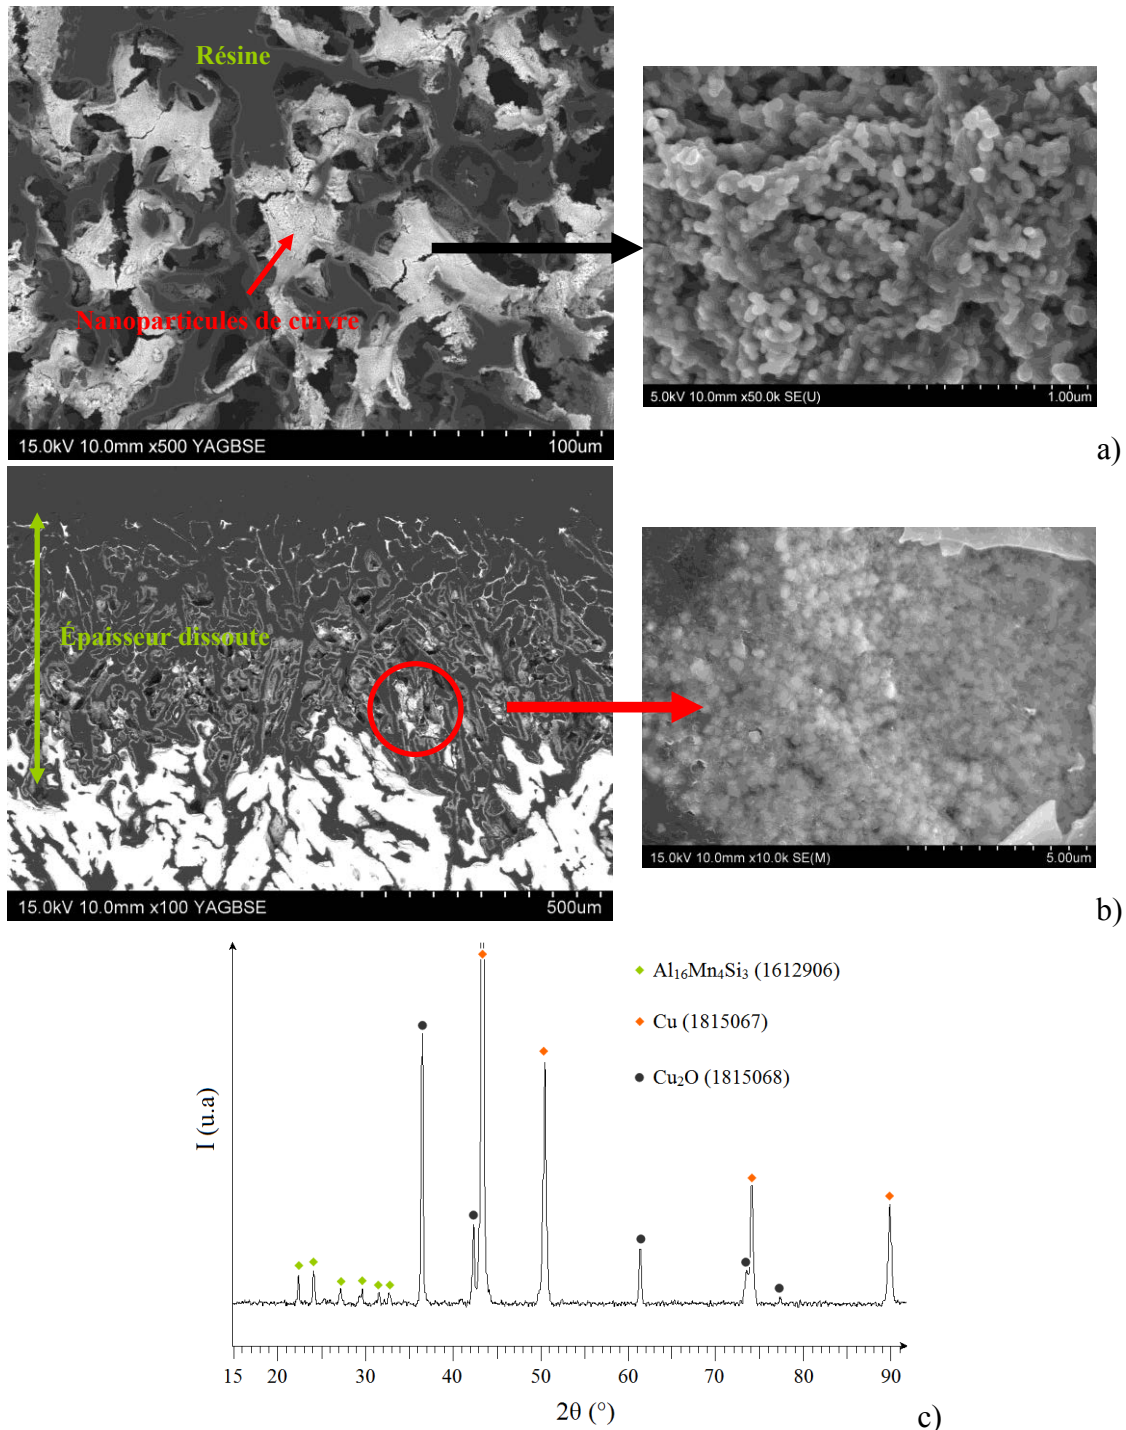 Résine
Nanoparticules de cuivre
15.0kV 10.0mm x500 YAGBSE 100um
5.0kV 10.0mm x50.0k SE(U) 1.00um
a)
Épaisseur dissoute
15.0kV 10.0mm x100 YAGBSE 500um
15.0kV 10.0mm x10.0k SE(M) 5.00um
b)
Al₁₆Mn₄Si₃ (1612906)
Cu (1815067)
Cu₂O (1815068)
I (u.a)
15 20 30 40 50 60 70 80 90
2θ (°)
c)